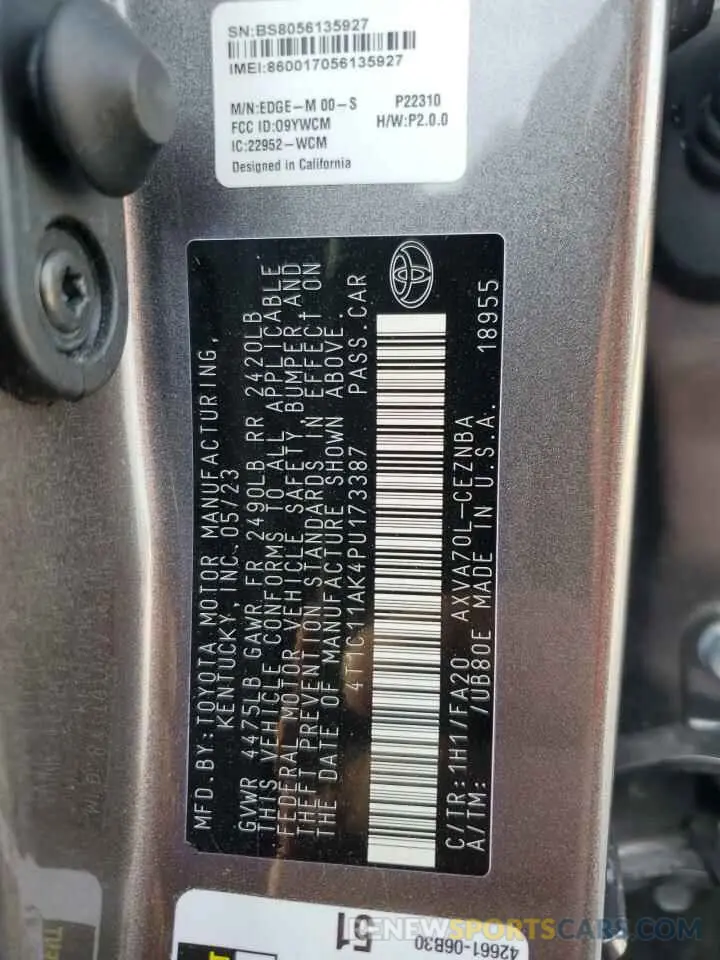 SN:BS8056135927
IMEI:860017056135927
M/N:EDGE-M 00-S P22310
FCC ID:O9YWCM H/W:P2.0.0
IC:22952-WCM
Designed in California
MFD.BY:TOYOTA MOTOR MANUFACTURING,
KENTUCKY, INC. 05/23
GVWR 4475LB GAWR FR 2490LB RR 2420LB
THIS VEHICLE CONFORMS TO ALL APPLICABLE
FEDERAL MOTOR VEHICLE SAFETY, BUMPER AND
THEFT PREVENTION STANDARDS IN EFFECT ON
THE DATE OF MANUFACTURE SHOWN ABOVE.
4T1C11AK4PU173387 PASS.CAR
C/TR:1H1/FA20 AXVA70L-CEZNBA
A/TM: /UB80E MADE IN U.S.A. 18955
51
42661-06B30
RENEWSPORTSCARS.COM